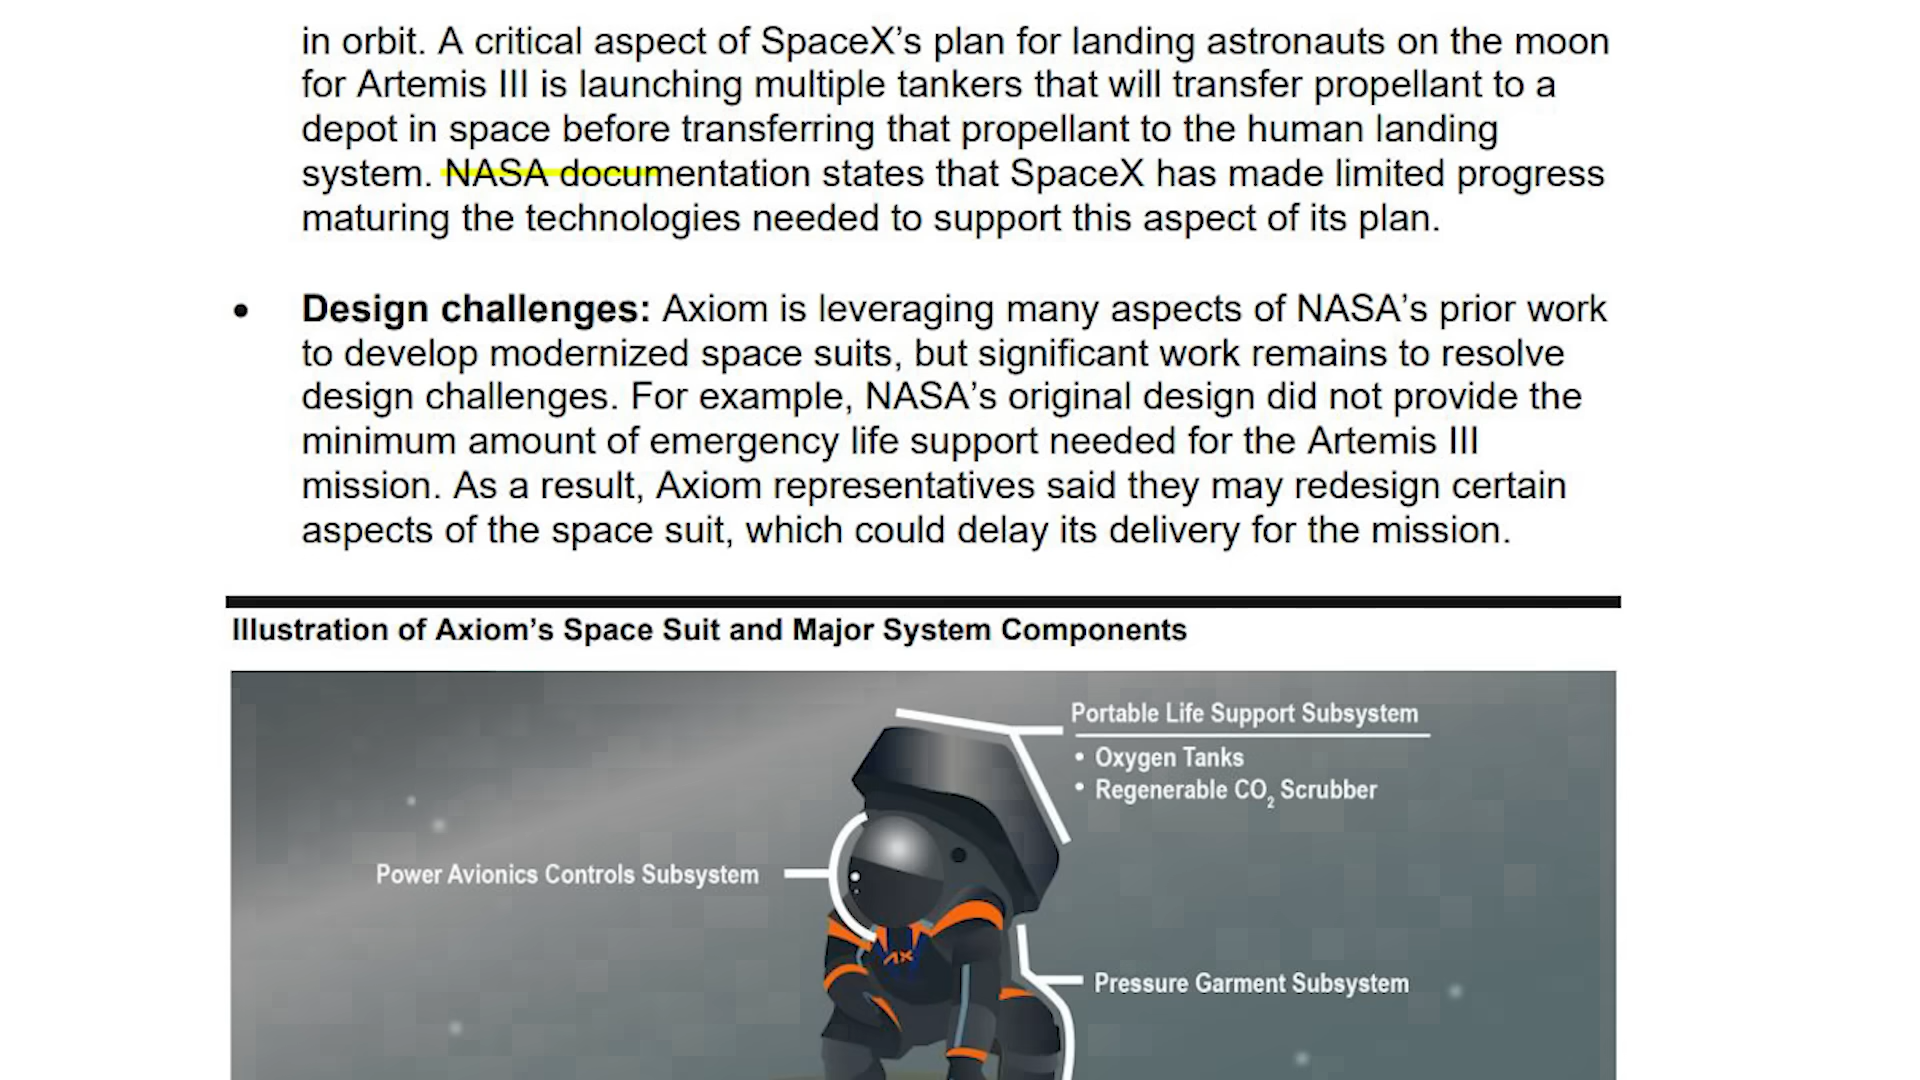 in orbit. A critical aspect of SpaceX’s plan for landing astronauts on the moon
for Artemis III is launching multiple tankers that will transfer propellant to a
depot in space before transferring that propellant to the human landing
system. NASA documentation states that SpaceX has made limited progress
maturing the technologies needed to support this aspect of its plan.
• Design challenges: Axiom is leveraging many aspects of NASA’s prior work
to develop modernized space suits, but significant work remains to resolve
design challenges. For example, NASA’s original design did not provide the
minimum amount of emergency life support needed for the Artemis III
mission. As a result, Axiom representatives said they may redesign certain
aspects of the space suit, which could delay its delivery for the mission.
Illustration of Axiom’s Space Suit and Major System Components
Portable Life Support Subsystem
• Oxygen Tanks
• Regenerable CO₂ Scrubber
Power Avionics Controls Subsystem
AX
Pressure Garment Subsystem